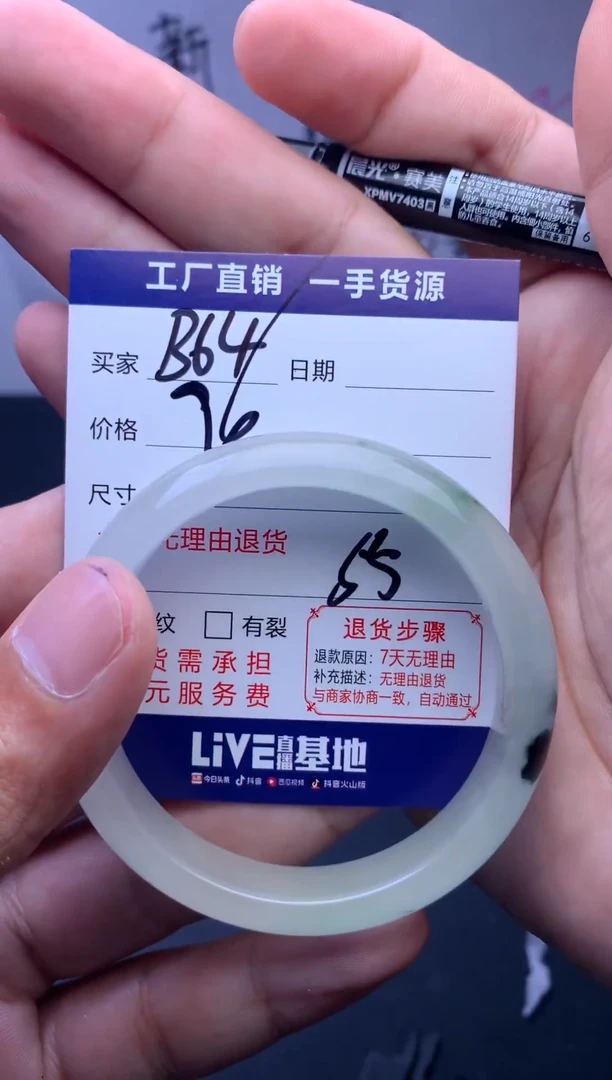 新
晨光®·赛美
XPMV7403
工厂直销 一手货源
买家 B64 日期
价格 76
尺寸
理由退货
55
纹 □ 有裂
货需承担
元服务费
退货步骤
退款原因：7天无理由
补充描述：无理由退货
与商家协商一致，自动通过
LiVE直播基地
今日头条 抖音 西瓜视频 抖音火山版